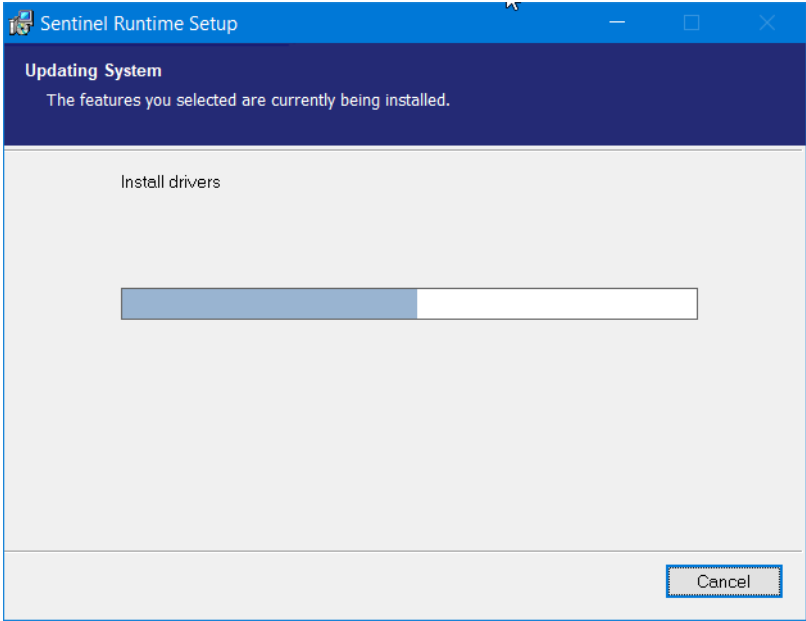 Sentinel Runtime Setup
Updating System
The features you selected are currently being installed.
Install drivers
Cancel